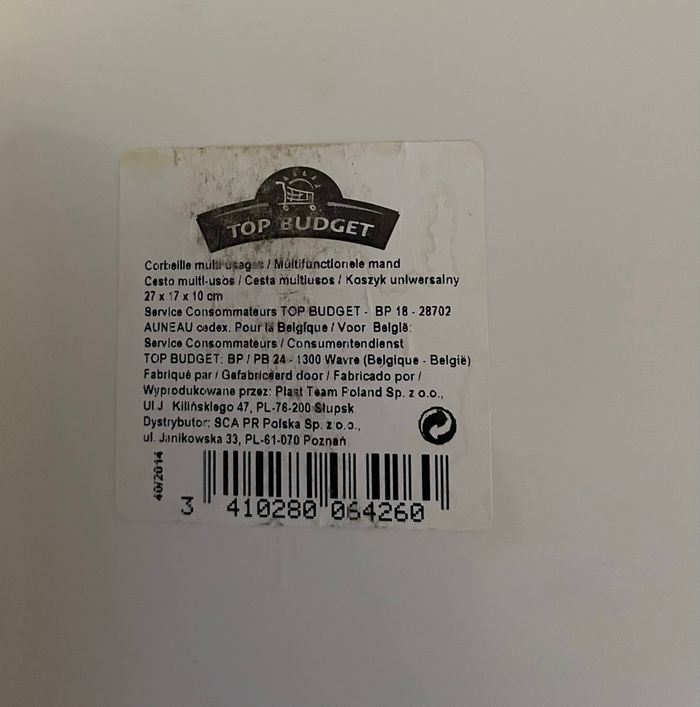 TOP BUDGET
Corbeille multi usages / Multifunctionele mand
Cesto multi-usos / Cesta multiusos / Koszyk uniwersalny
27 x 17 x 10 cm
Service Consommateurs TOP BUDGET - BP 18 - 28702
AUNEAU cedex. Pour la Belgique / Voor België:
Service Consommateurs / Consumentendienst
TOP BUDGET: BP / PB 24 - 1300 Wavre (Belgique - België)
Fabriqué par / Gefabriceerd door / Fabricado por /
Wyprodukowane przez: Plast Team Poland Sp. z o.o.,
Ul.J Kilińskiego 47, PL-76-200 Słupsk
Dystrybutor: SCA PR Polska Sp. z o.o.,
ul. Janikowska 33, PL-61-070 Poznań
40/2014
3 410280 064260